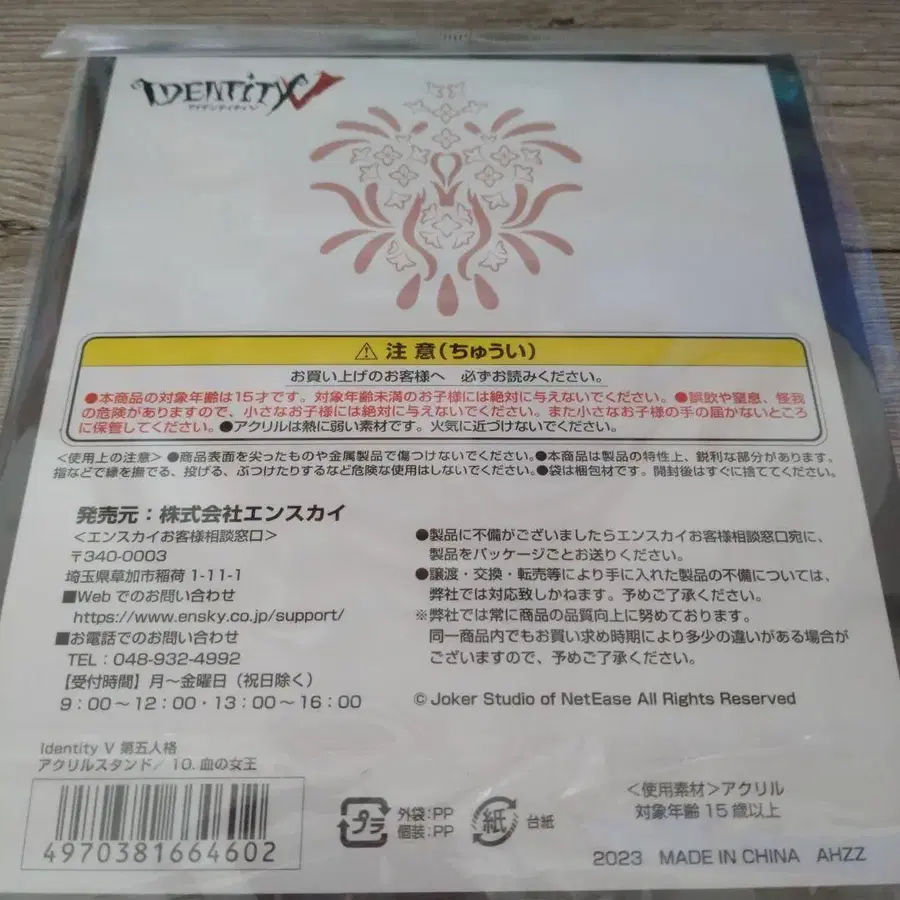 IDENTITY V
アイデンティティV
注意(ちゅうい)
お買い上げのお客様へ 必ずお読みください。
●本商品の対象年齢は15才です。対象年齢未満のお子様には絶対に与えないでください。●誤飲や窒息、怪我
の危険がありますので、小さなお子様には絶対に与えないでください。また小さなお子様の手の届かないところ
に保管してください。●アクリルは熱に弱い素材です。火気に近づけないでください。
<使用上の注意>●商品表面を尖ったものや金属製品で傷つけないでください。●本商品は製品の特性上、鋭利な部分があります。
指などで縁を撫でる、投げる、ぶつけたりするなど危険な使用はしないでください。●袋は梱包材です。開封後はすぐに捨ててください。
発売元:株式会社エンスカイ
<エンスカイお客様相談窓口>
〒340-0003
埼玉県草加市稲荷 1-11-1
■Web でのお問い合わせ
https://www.ensky.co.jp/support/
■お電話でのお問い合わせ
TEL:048-932-4992
【受付時間】月~金曜日(祝日除く)
9:00~12:00・13:00~16:00
●製品に不備がございましたらエンスカイお客様相談窓口宛に、
製品をパッケージごとお送りください。
●譲渡・交換・転売等により手に入れた製品の不備については、
弊社では対応致しかねます。予めご了承ください。
※弊社では常に商品の品質向上に努めております。
同一商品内でもお買い求め時期により多少の違いがある場合が
ございますので、予めご了承ください。
© Joker Studio of NetEase All Rights Reserved
Identity V 第五人格
アクリルスタンド/ 10. 血の女王
4970381664602
プラ
外袋:PP
個装:PP
紙
台紙
<使用素材>アクリル
対象年齢 15 歳以上
2023 MADE IN CHINA AHZZ